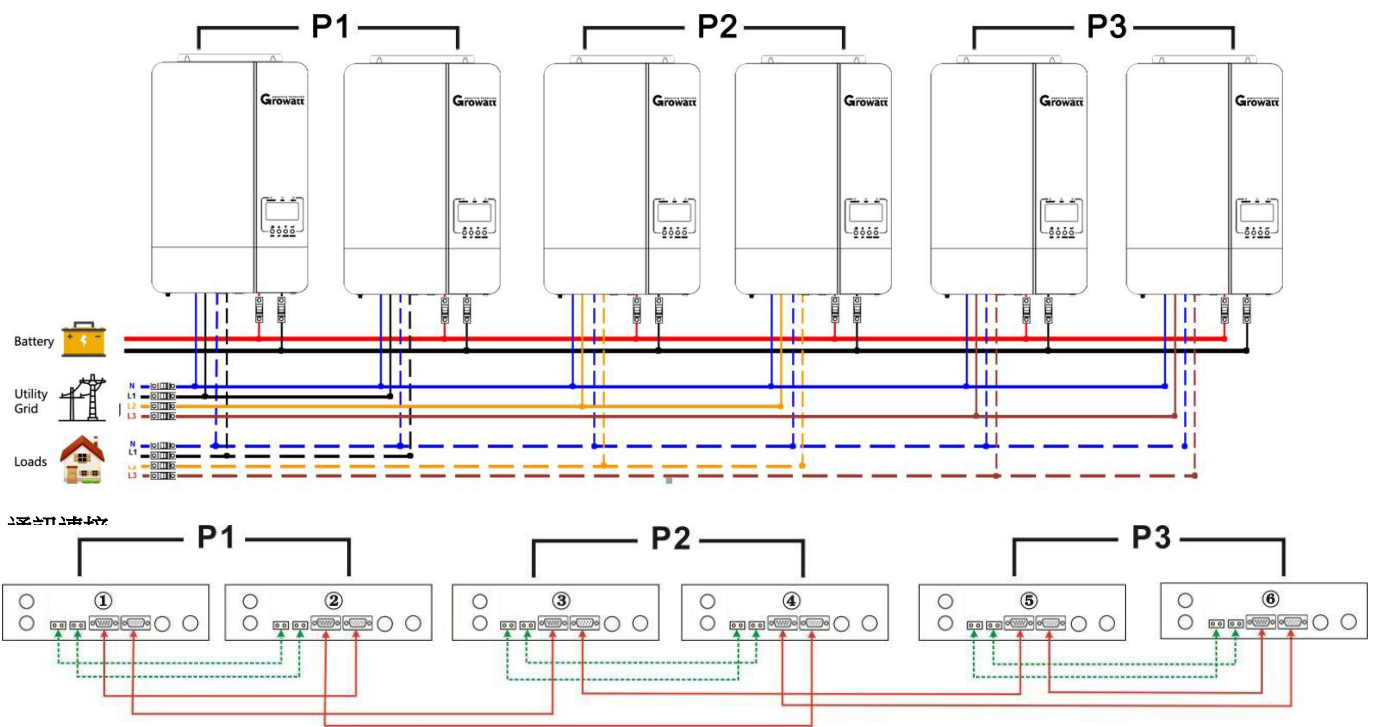 P1 P2 P3
Growatt Growatt Growatt Growatt Growatt Growatt
Battery
Utility
Grid
N
L1
L2
L3
Loads
N
L1
L2
L3
P1 P2 P3
① ② ③ ④ ⑤ ⑥